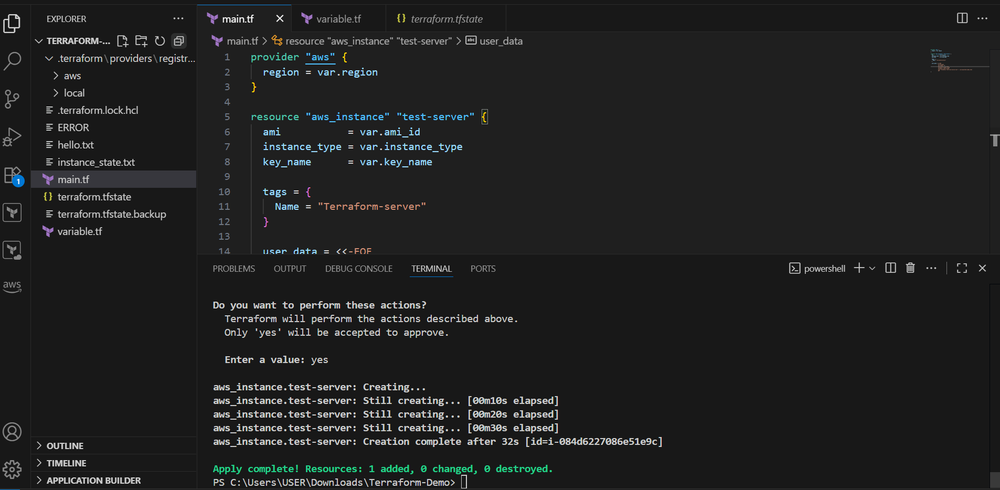 EXPLORER
TERRAFORM-...
.terraform\providers\registr...
aws
local
.terraform.lock.hcl
ERROR
hello.txt
instance_state.txt
main.tf
terraform.tfstate
terraform.tfstate.backup
variable.tf
OUTLINE
TIMELINE
APPLICATION BUILDER
1
aws
main.tf
variable.tf
terraform.tfstate
main.tf > resource "aws_instance" "test-server" > abc user_data
1 provider "aws" {
2 region = var.region
3 }
4
5 resource "aws_instance" "test-server" {
6 ami = var.ami_id
7 instance_type = var.instance_type
8 key_name = var.key_name
9
10 tags = {
11 Name = "Terraform-server"
12 }
13
14 user_data = <<-EOF
PROBLEMS OUTPUT DEBUG CONSOLE TERMINAL PORTS
powershell
Do you want to perform these actions?
Terraform will perform the actions described above.
Only 'yes' will be accepted to approve.
Enter a value: yes
aws_instance.test-server: Creating...
aws_instance.test-server: Still creating... [00m10s elapsed]
aws_instance.test-server: Still creating... [00m20s elapsed]
aws_instance.test-server: Still creating... [00m30s elapsed]
aws_instance.test-server: Creation complete after 32s [id=i-084d6227086e51e9c]
Apply complete! Resources: 1 added, 0 changed, 0 destroyed.
PS C:\Users\USER\Downloads\Terraform-Demo>